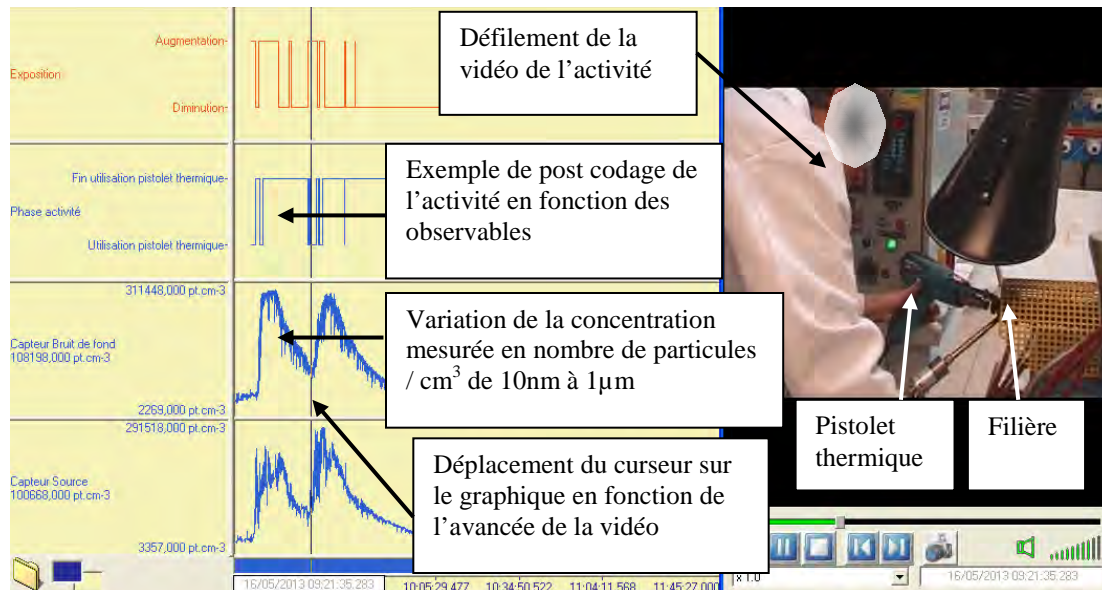 Augmentation-
Exposition
Diminution-
Fin utilisation pistolet thermique-
Phase activité
Utilisation pistolet thermique-
311448,000 pt.cm-3
Capteur Bruit de fond
108198,000 pt.cm-3
2269,000 pt.cm-3
291518,000 pt.cm-3
Capteur Source
100668,000 pt.cm-3
3357,000 pt.cm-3
16/05/2013 09:21:35.283
10:05:29.477 10:34:50.522 11:04:11.568 11:45:27.000
Défilement de la
vidéo de l'activité
Exemple de post codage de
l'activité en fonction des
observables
Variation de la concentration
mesurée en nombre de particules
/ cm³ de 10nm à 1µm
Déplacement du curseur sur
le graphique en fonction de
l'avancée de la vidéo
Pistolet
thermique
Filière
x 1.0
16/05/2013 09:21:35.283